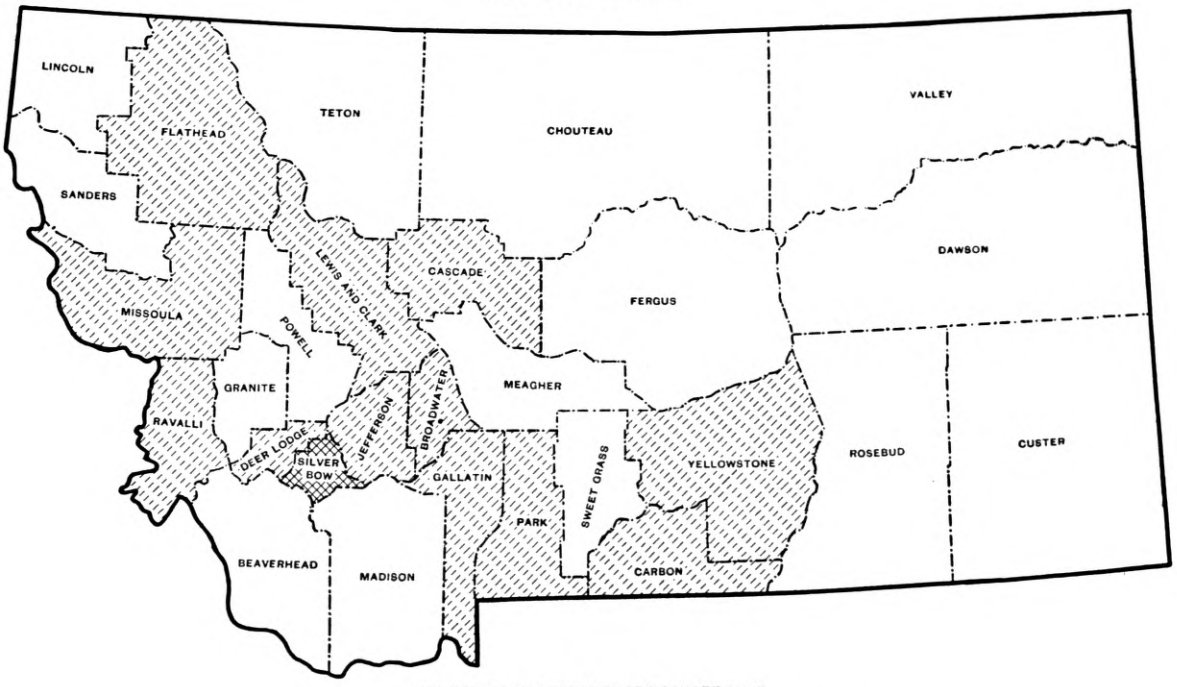 LINCOLN
FLATHEAD
TETON
CHOUTEAU
VALLEY
SANDERS
DAWSON
LEWIS AND CLARK
CASCADE
FERGUS
MISSOULA
POWELL
MEAGHER
GRANITE
RAVALLI
JEFFERSON
BROADWATER
DEER LODGE
SILVER
BOW
GALLATIN
YELLOWSTONE
ROSEBUD
CUSTER
SWEET GRASS
PARK
BEAVERHEAD
MADISON
CARBON